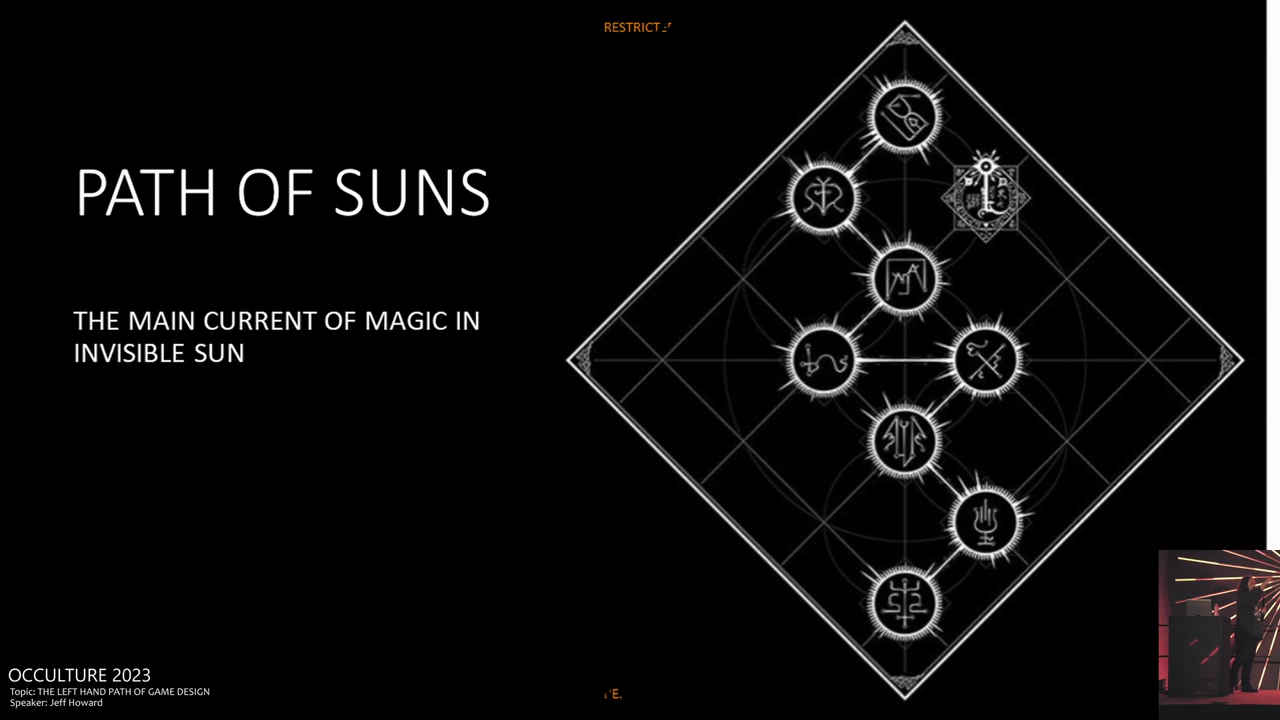 PATH OF SUNS
THE MAIN CURRENT OF MAGIC IN
INVISIBLE SUN
OCCULTURE 2023
Topic: THE LEFT HAND PATH OF GAME DESIGN
Speaker: Jeff Howard